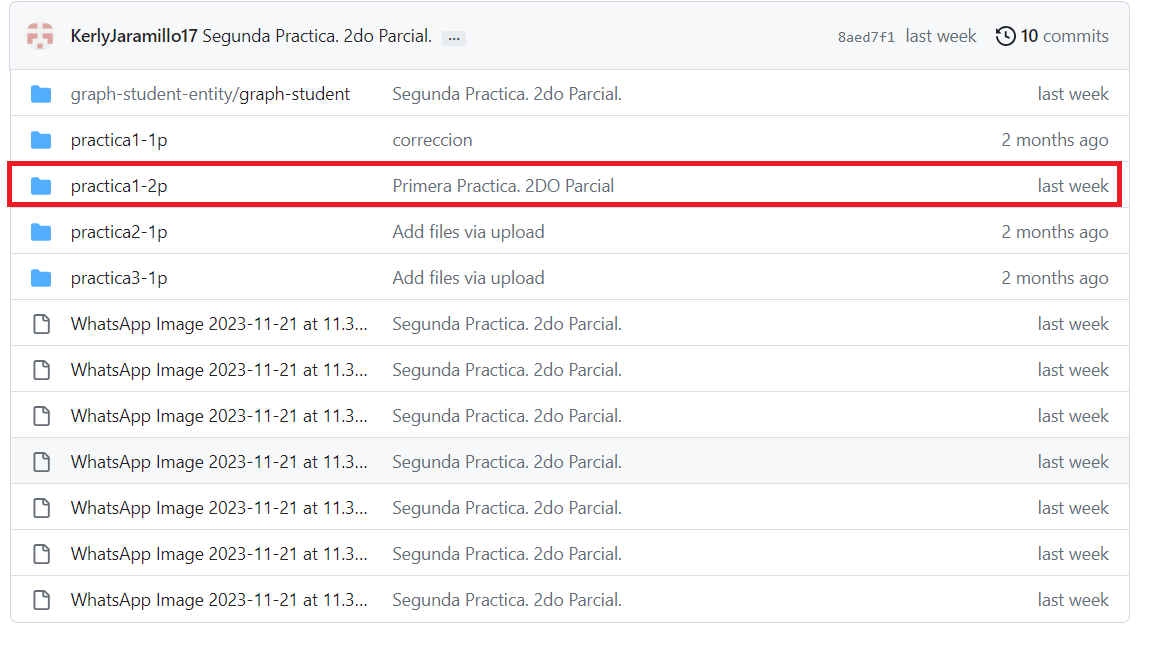 KerlyJaramillo17 Segunda Practica. 2do Parcial. ... 8aed7f1 last week 10 commits
graph-student-entity/graph-student Segunda Practica. 2do Parcial. last week
practica1-1p correccion 2 months ago
practica1-2p Primera Practica. 2DO Parcial last week
practica2-1p Add files via upload 2 months ago
practica3-1p Add files via upload 2 months ago
WhatsApp Image 2023-11-21 at 11.3... Segunda Practica. 2do Parcial. last week
WhatsApp Image 2023-11-21 at 11.3... Segunda Practica. 2do Parcial. last week
WhatsApp Image 2023-11-21 at 11.3... Segunda Practica. 2do Parcial. last week
WhatsApp Image 2023-11-21 at 11.3... Segunda Practica. 2do Parcial. last week
WhatsApp Image 2023-11-21 at 11.3... Segunda Practica. 2do Parcial. last week
WhatsApp Image 2023-11-21 at 11.3... Segunda Practica. 2do Parcial. last week
WhatsApp Image 2023-11-21 at 11.3... Segunda Practica. 2do Parcial. last week